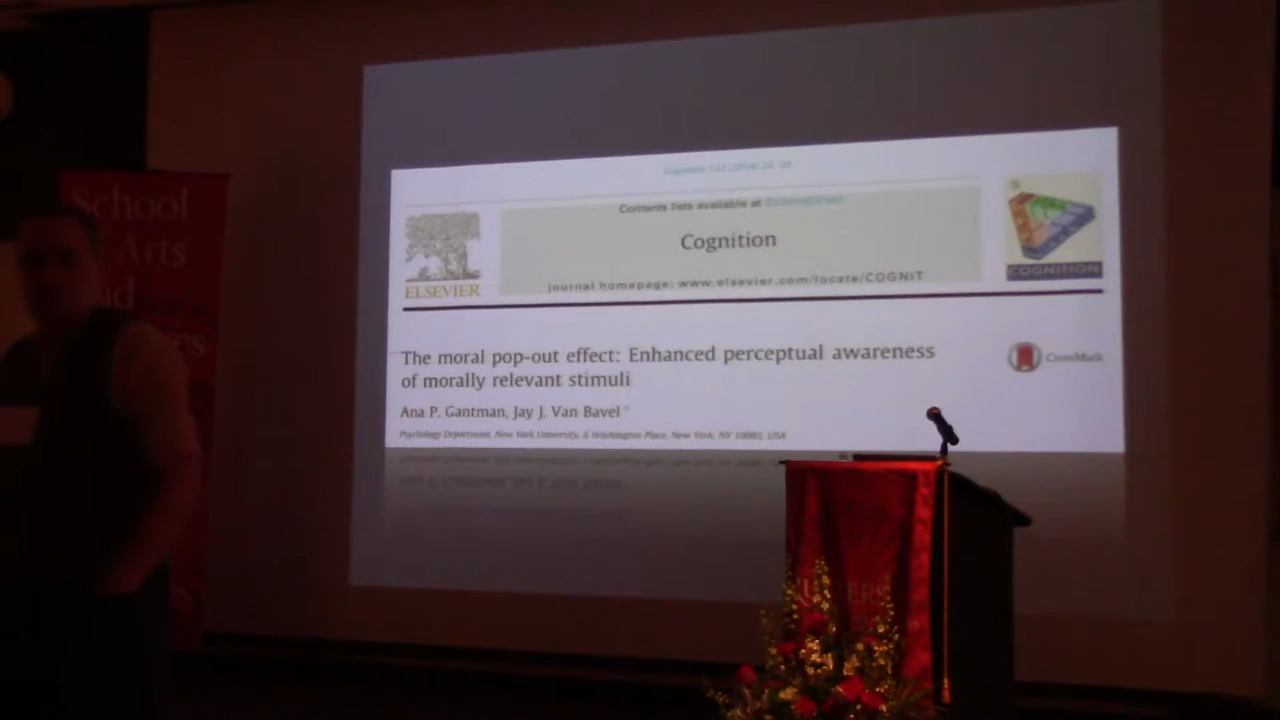 School
Arts
Contents lists available at ScienceDirect
Cognition
journal homepage: www.elsevier.com/locate/COGNIT
ELSEVIER
COGNITION
The moral pop-out effect: Enhanced perceptual awareness
of morally relevant stimuli
CrossMark
Ana P. Gantman, Jay J. Van Bavel *
Psychology Department, New York University, 6 Washington Place, New York, NY 10003, USA